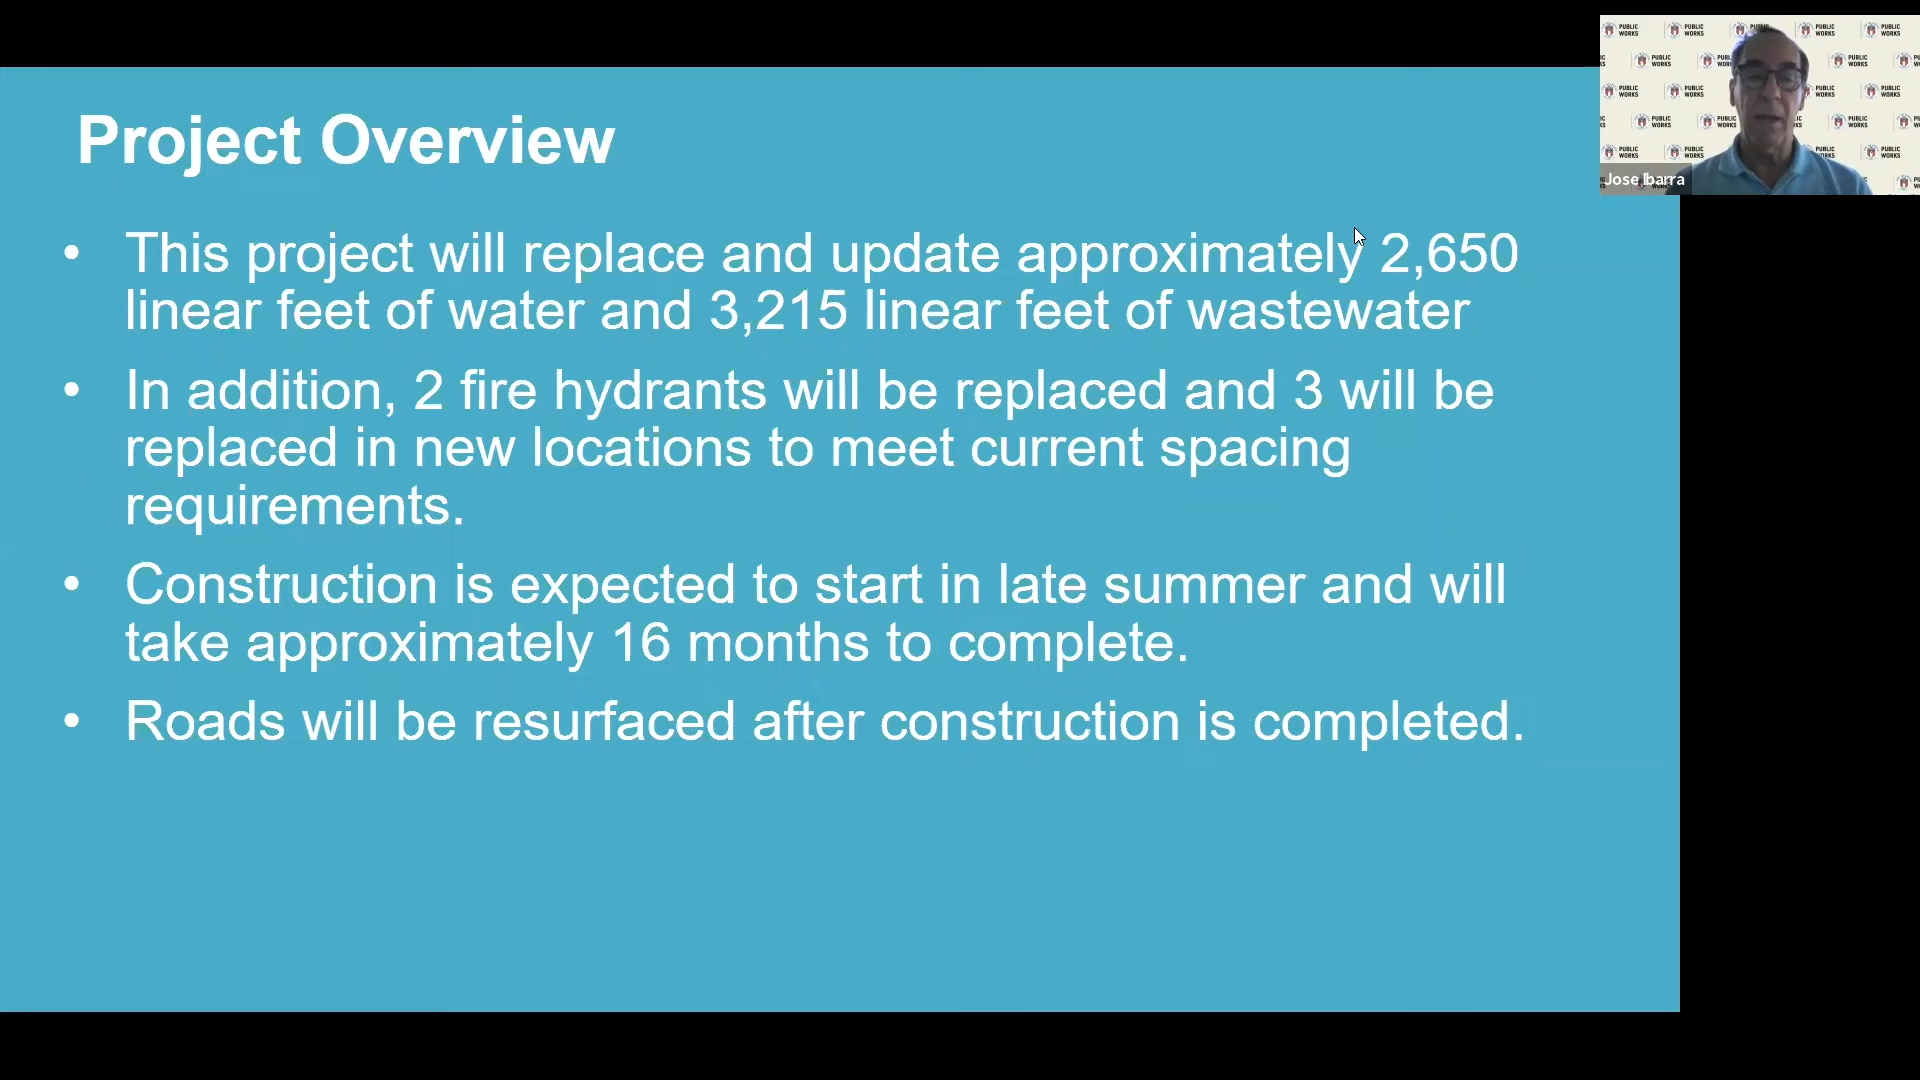 Project Overview
• This project will replace and update approximately 2,650
linear feet of water and 3,215 linear feet of wastewater
• In addition, 2 fire hydrants will be replaced and 3 will be
replaced in new locations to meet current spacing
requirements.
• Construction is expected to start in late summer and will
take approximately 16 months to complete.
• Roads will be resurfaced after construction is completed.
PUBLIC
WORKS
Jose Ibarra